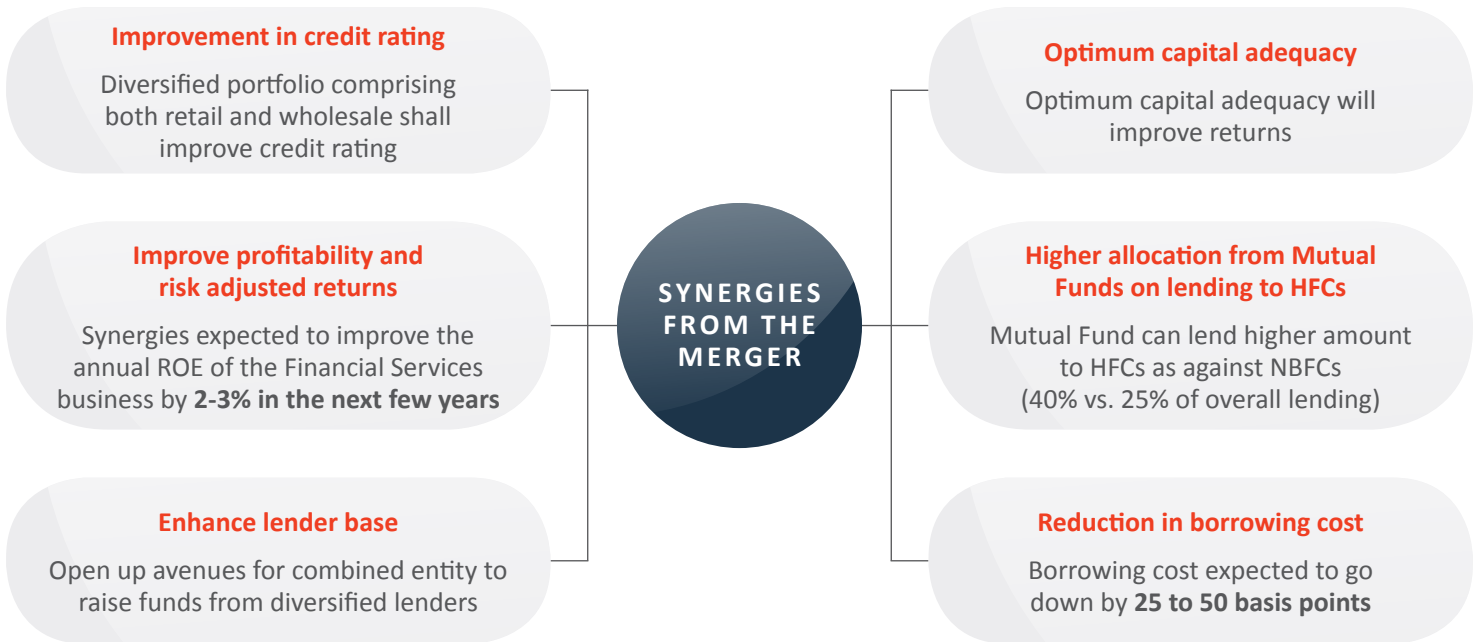 Improvement in credit rating
Diversified portfolio comprising
both retail and wholesale shall
improve credit rating
Improve profitability and
risk adjusted returns
Synergies expected to improve the
annual ROE of the Financial Services
business by 2-3% in the next few years
Enhance lender base
Open up avenues for combined entity to
raise funds from diversified lenders
SYNERGIES
FROM THE
MERGER
Optimum capital adequacy
Optimum capital adequacy will
improve returns
Higher allocation from Mutual
Funds on lending to HFCs
Mutual Fund can lend higher amount
to HFCs as against NBFCs
(40% vs. 25% of overall lending)
Reduction in borrowing cost
Borrowing cost expected to go
down by 25 to 50 basis points